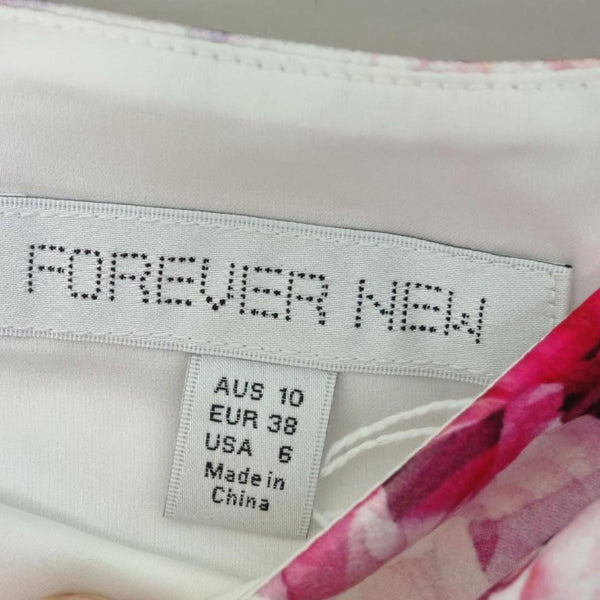 FOREVER NEW
AUS 10
EUR 38
USA 6
Made in
China